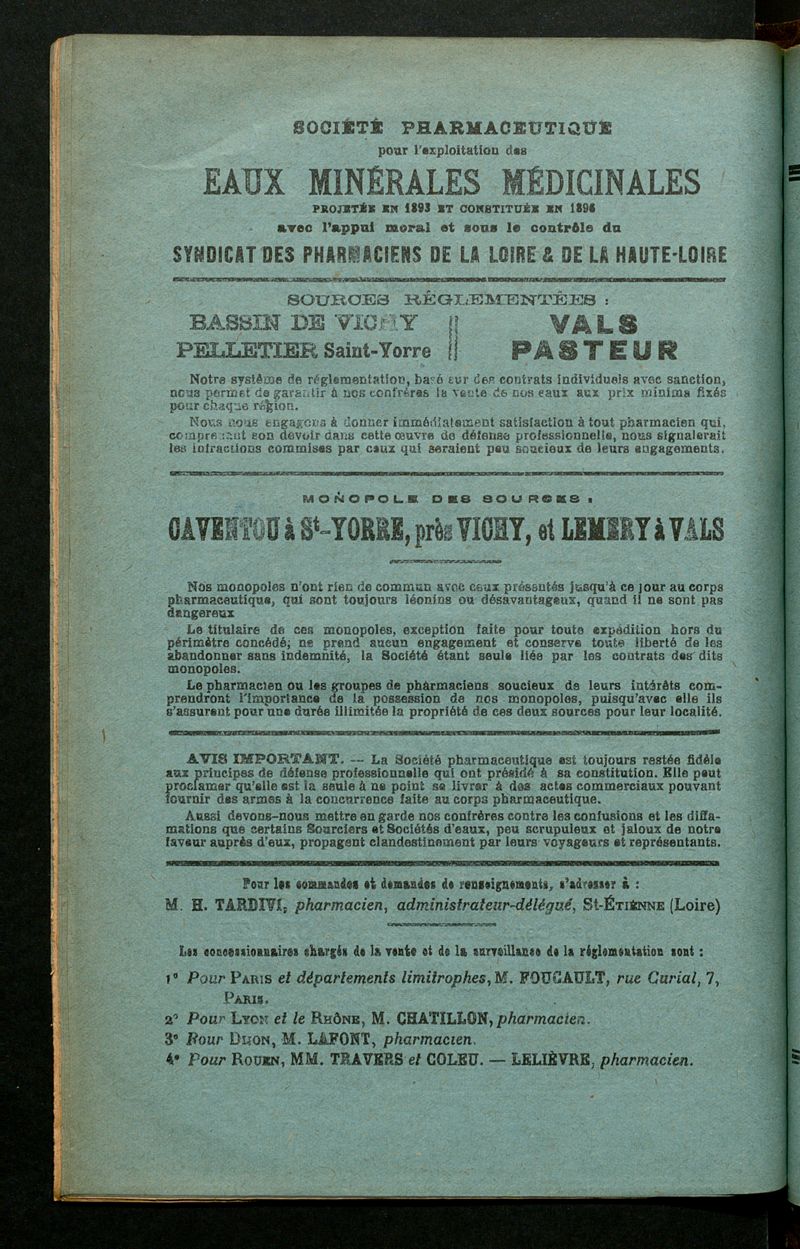 SOCIÉTÉ PHARMACEUTIQUE
pour l'exploitation des
EAUX MINÉRALES MÉDICINALES
PROJETÉE EN 1893 ET CONSTITUÉE EN 1896
avec l'appui moral et sous le contrôle du
SYNDICAT DES PHARMACIENS DE LA LOIRE & DE LA HAUTE-LOIRE
SOURCES RÉGLEMENTÉES :
BASSIN DE VICHY || VALS
PELLETIER Saint-Yorre || PASTEUR
Notre système de réglementation, basé sur des contrats individuels avec sanction,
nous permet de garantir à nos confrères la vente de nos eaux aux prix minima fixés
pour chaque région.
Nous nous engageons à donner immédiatement satisfaction à tout pharmacien qui,
comprenant son devoir dans cette œuvre de défense professionnelle, nous signalerait
les infractions commises par ceux qui seraient peu soucieux de leurs engagements.
MONOPOLE DES SOURCES :
CAVENTOU à St-YORRE, près VICHY, et LEMERY à VALS
Nos monopoles n'ont rien de commun avec ceux présentés jusqu'à ce jour au corps
pharmaceutique, qui sont toujours léonins ou désavantageux, quand il ne sont pas
dangereux
Le titulaire de ces monopoles, exception faite pour toute expédition hors du
périmètre concédé; ne prend aucun engagement et conserve toute liberté de les
abandonner sans indemnité, la Société étant seule liée par les contrats des dits
monopoles.
Le pharmacien ou les groupes de pharmaciens soucieux de leurs intérêts com-
prendront l'importance de la possession de nos monopoles, puisqu'avec elle ils
s'assurent pour une durée illimitée la propriété de ces deux sources pour leur localité.
AVIS IMPORTANT. — La Société pharmaceutique est toujours restée fidèle
aux principes de défense professionnelle qui ont présidé à sa constitution. Elle peut
proclamer qu'elle est la seule à ne point se livrer à des actes commerciaux pouvant
fournir des armes à la concurrence faite au corps pharmaceutique.
Aussi devons-nous mettre en garde nos confrères contre les confusions et les diffa-
mations que certains Sourciers et Sociétés d'eaux, peu scrupuleux et jaloux de notre
faveur auprès d'eux, propagent clandestinement par leurs voyageurs et représentants.
Pour les commandes et demandes de renseignements, s'adresser à :
M. H. TARDIVI, pharmacien, administrateur-délégué, St-ÉTIENNE (Loire)
Les concessionnaires chargés de la vente et de la surveillance de la réglementation sont :
1° Pour PARIS et départements limitrophes, M. FOUCAULT, rue Curial, 7,
PARIS.
2° Pour LYON et le RHÔNE, M. CHATILLON, pharmacien.
3° Pour DIJON, M. LAFONT, pharmacien.
4° Pour ROUEN, MM. TRAVERS et COLEU. — LELIÈVRE, pharmacien.